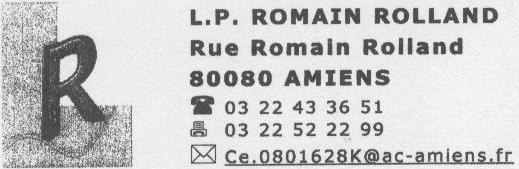 R
L.P. ROMAIN ROLLAND
Rue Romain Rolland
80080 AMIENS
03 22 43 36 51
03 22 52 22 99
Ce.0801628K@ac-amiens.fr